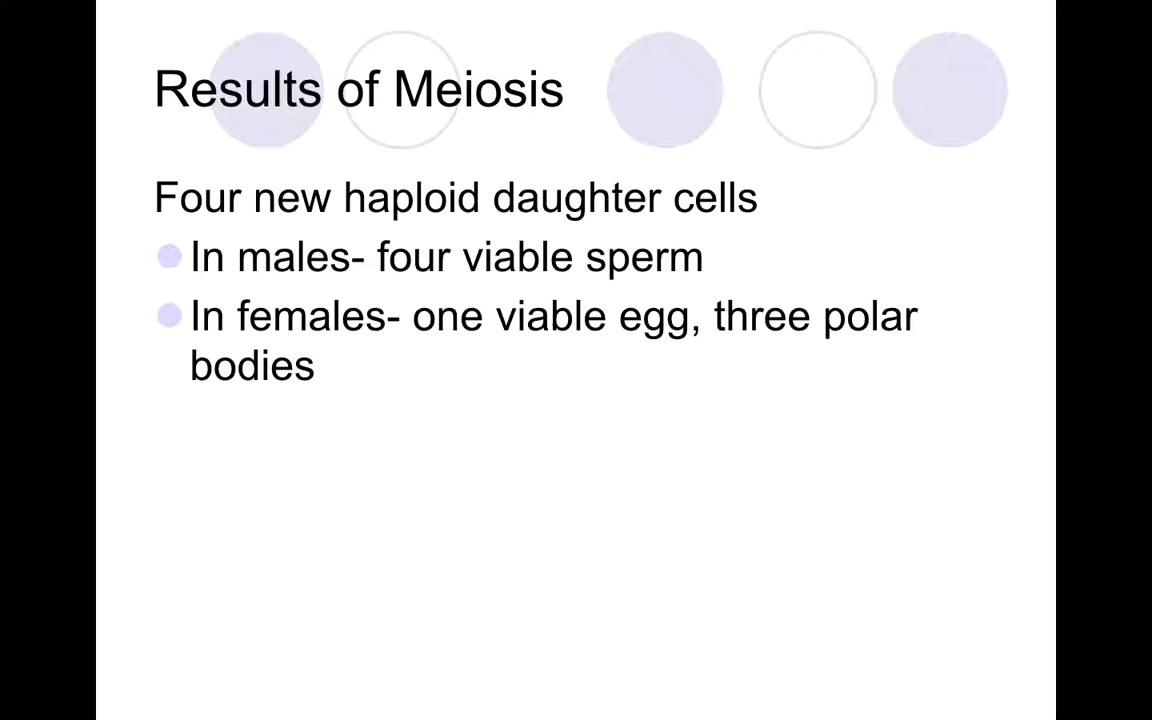 Results of Meiosis
Four new haploid daughter cells
In males- four viable sperm
In females- one viable egg, three polar
bodies